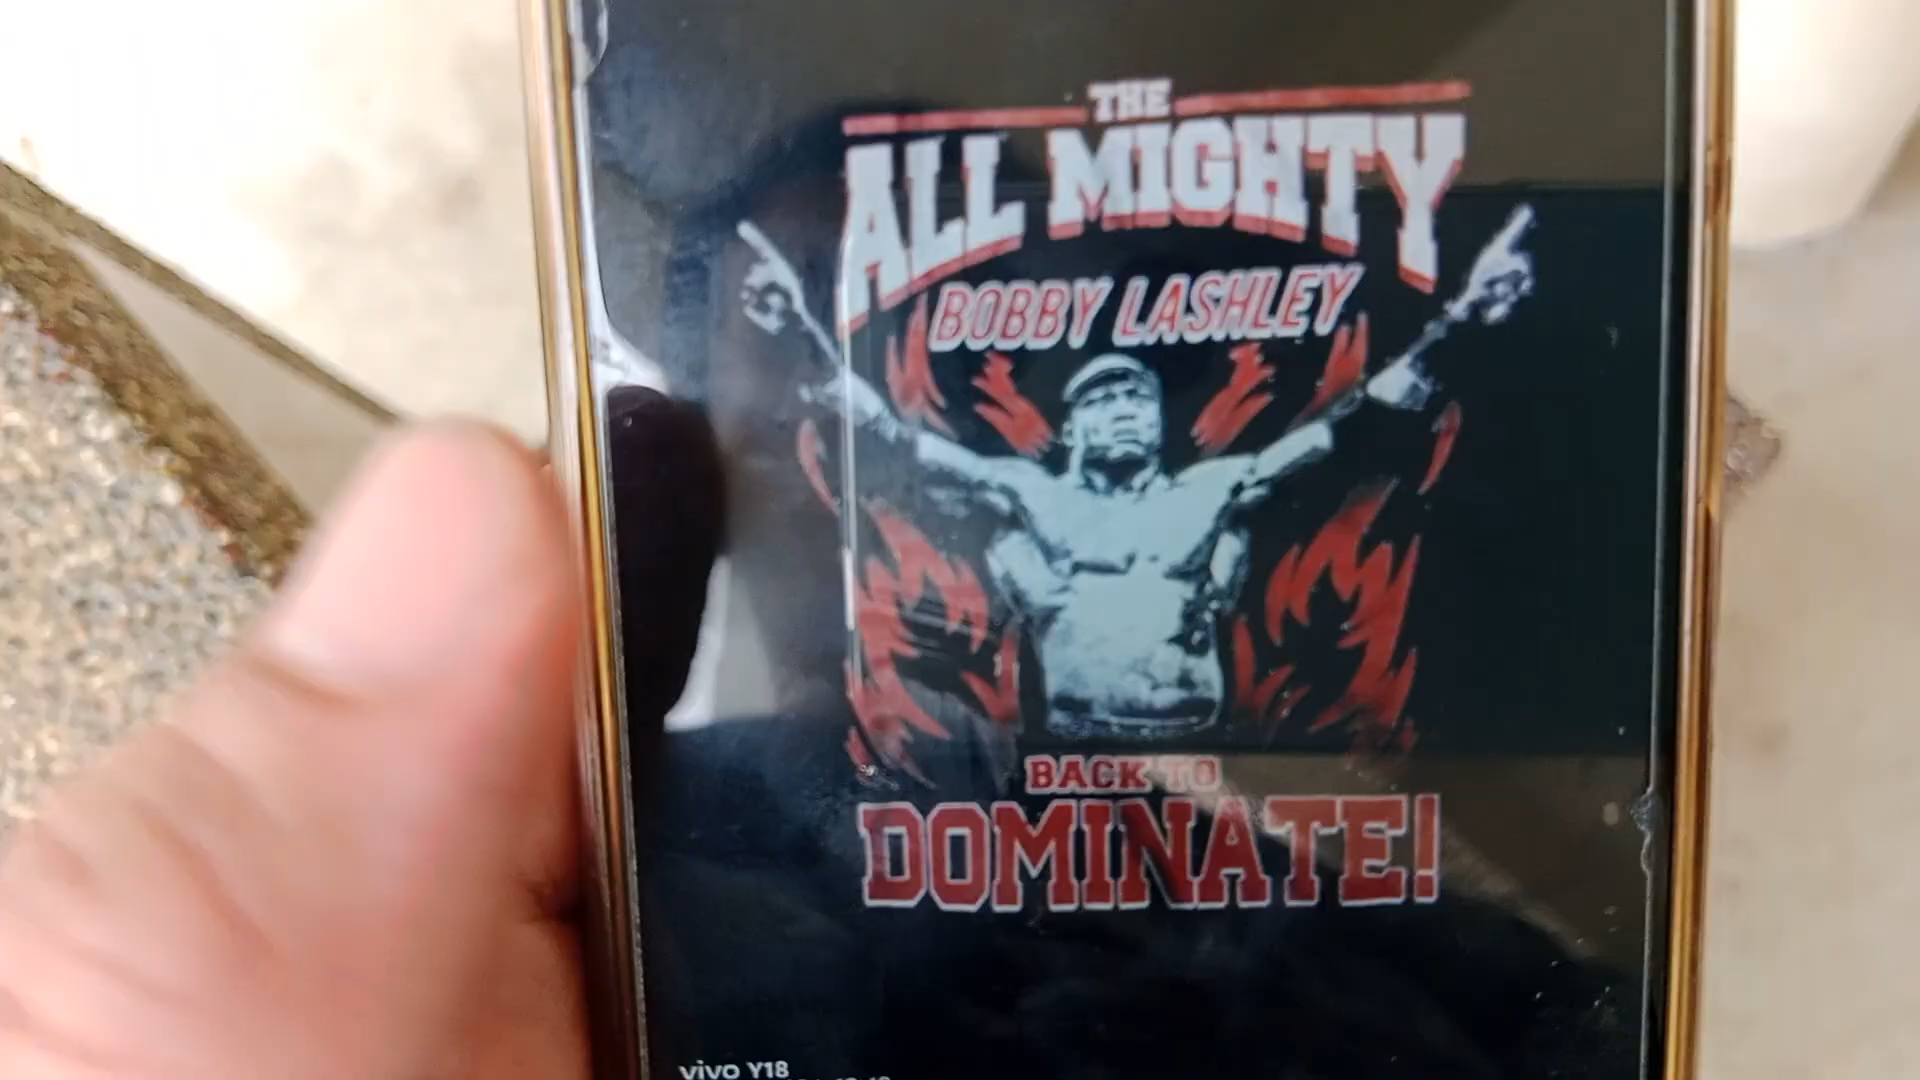 THE
ALL MIGHTY
BOBBY LASHLEY
BACK TO
DOMINATE!
vivo Y18